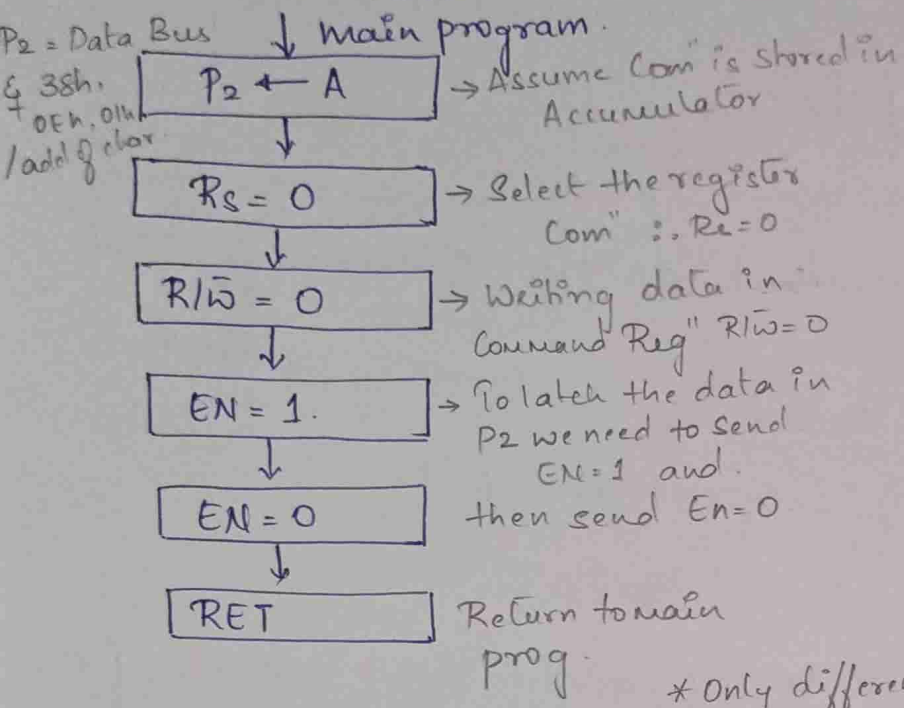 P2 = Data Bus
& 38h.
0Eh, 01h
/add of char
main program.
P2 ← A
→ Assume Com" is stored in
Accumulator
Rs = 0
→ Select the register
Com" ∴ Rs=0
R/w̄ = 0
→ Writing data in
Command Reg" R/w̄=0
EN = 1.
→ To latch the data in
P2 we need to send
EN=1 and.
EN = 0
then send En=0
RET
Return to main
prog.
* Only differe